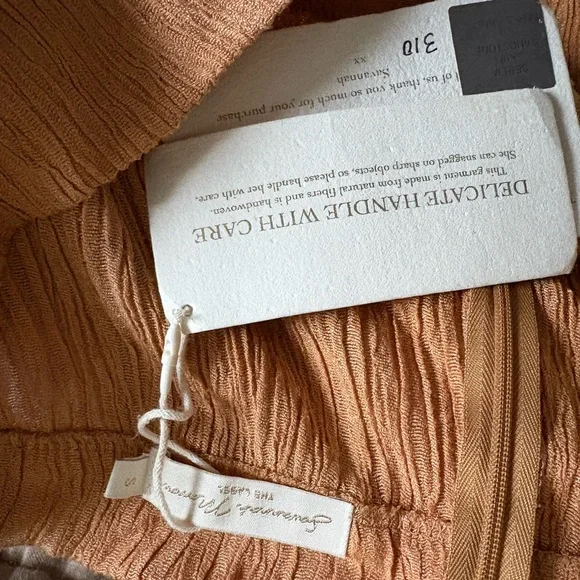 310
of us, thank you so much for your purchase
Savannah
xx
DELICATE HANDLE WITH CARE
This garment is made from natural fibers and is handwoven.
She can snagged on sharp objects, so please handle her with care.
S
Savannah Morrow
THE LABEL